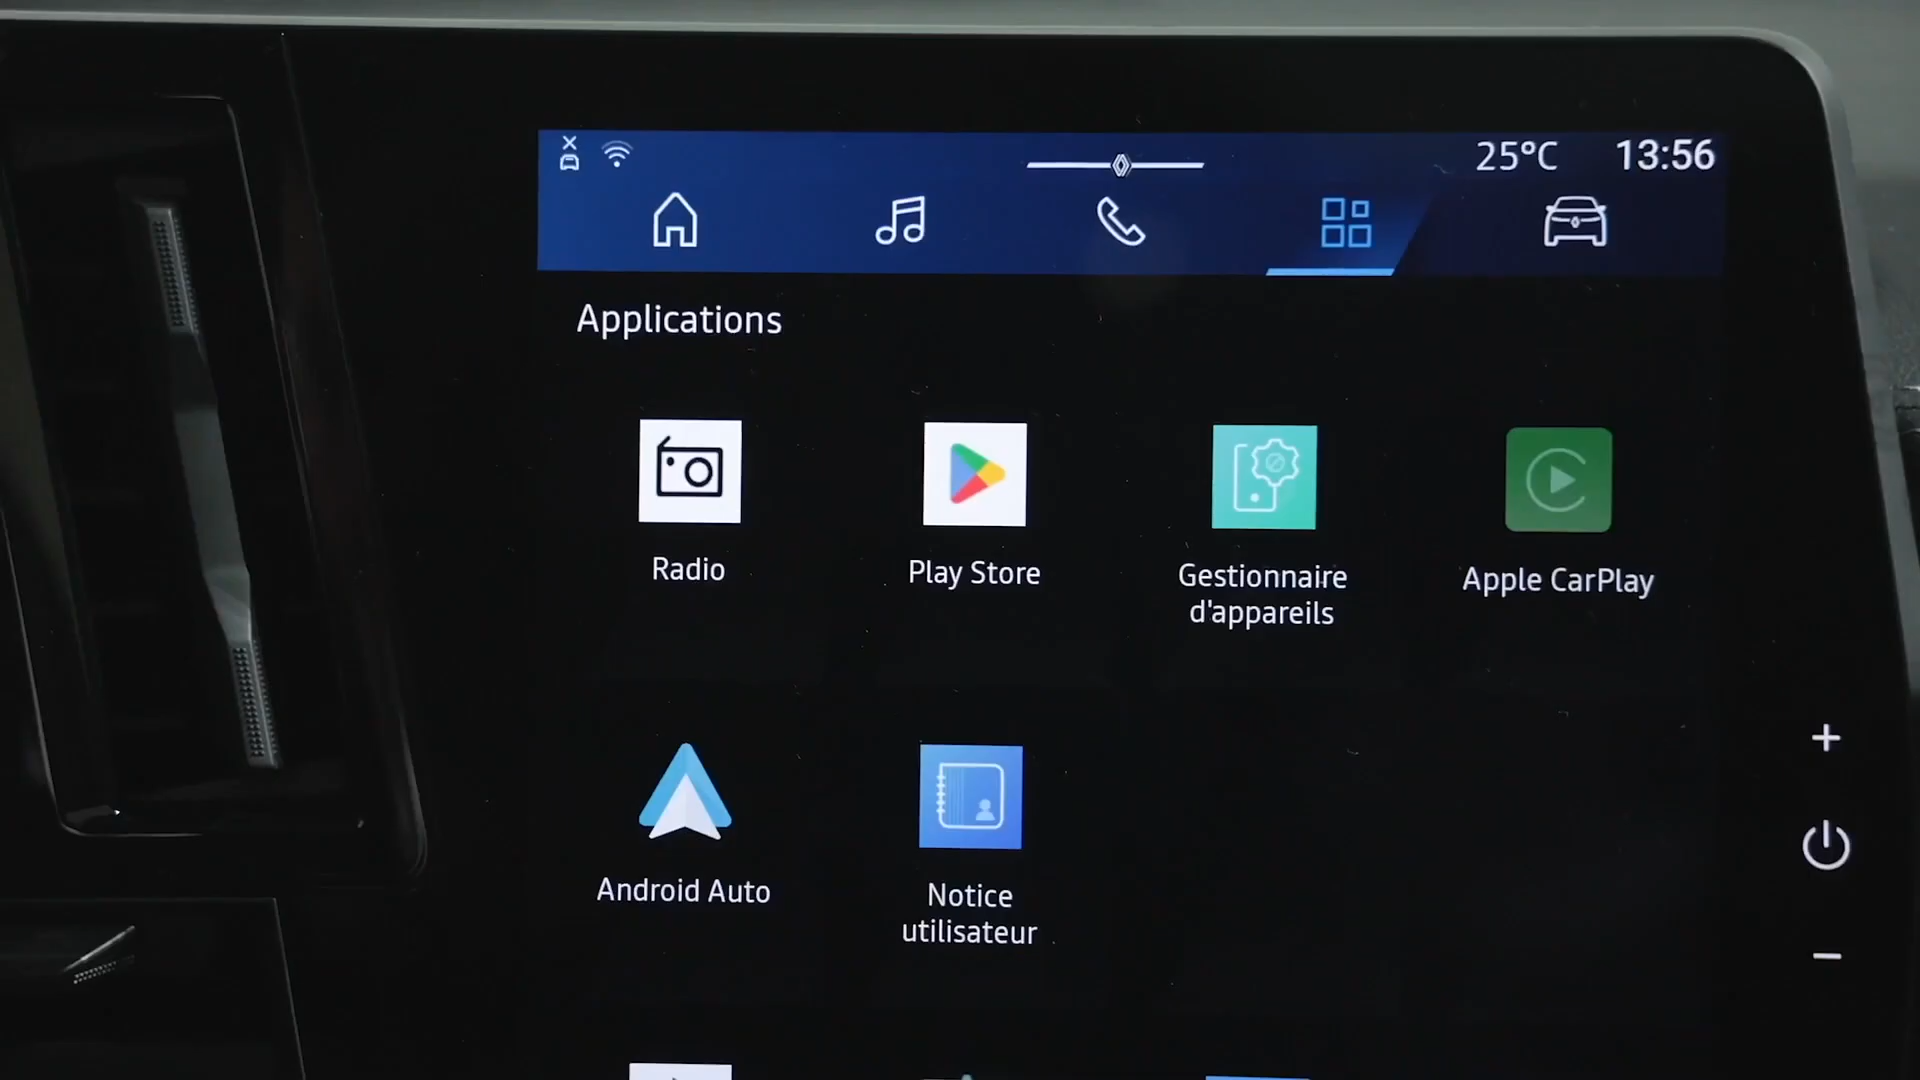 25°C 13:56
Applications
Radio
Play Store
Gestionnaire
d'appareils
Apple CarPlay
Android Auto
Notice
utilisateur